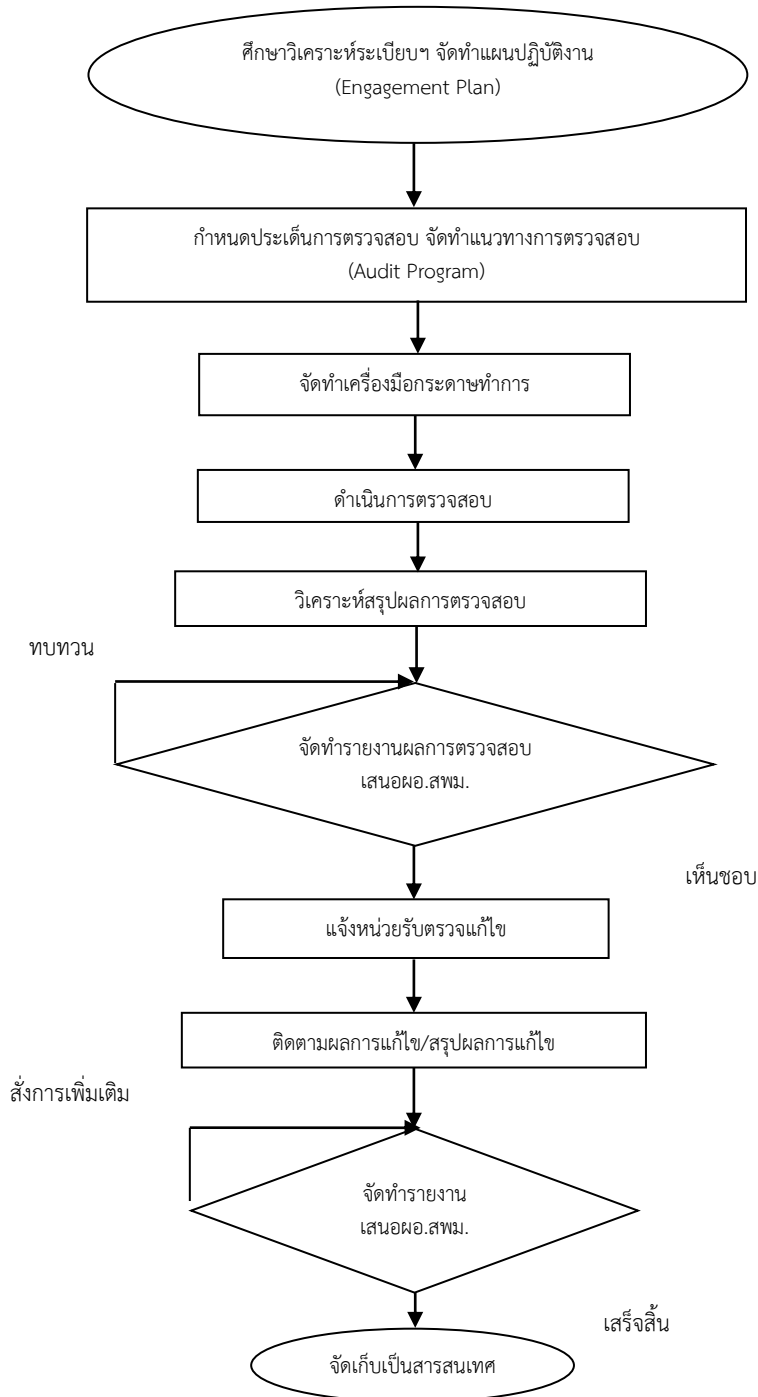 ศึกษาวิเคราะห์ระเบียบฯ จัดทำแผนปฏิบัติงาน
(Engagement Plan)
กำหนดประเด็นการตรวจสอบ จัดทำแนวทางการตรวจสอบ
(Audit Program)
จัดทำเครื่องมือกระดาษทำการ
ดำเนินการตรวจสอบ
วิเคราะห์สรุปผลการตรวจสอบ
ทบทวน
จัดทำรายงานผลการตรวจสอบ
เสนอผอ.สพม.
เห็นชอบ
แจ้งหน่วยรับตรวจแก้ไข
ติดตามผลการแก้ไข/สรุปผลการแก้ไข
สั่งการเพิ่มเติม
จัดทำรายงาน
เสนอผอ.สพม.
เสร็จสิ้น
จัดเก็บเป็นสารสนเทศ